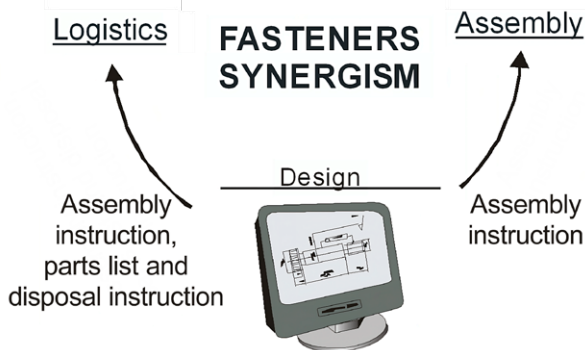 Logistics
FASTENERS
SYNERGISM
Assembly
Design
Assembly
instruction,
parts list and
disposal instruction
Assembly
instruction